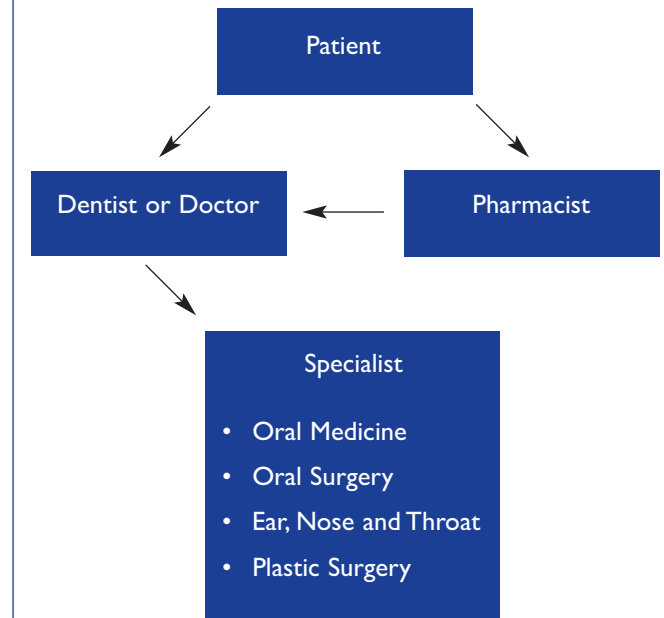 Patient
Dentist or Doctor
Pharmacist
Specialist
• Oral Medicine
• Oral Surgery
• Ear, Nose and Throat
• Plastic Surgery